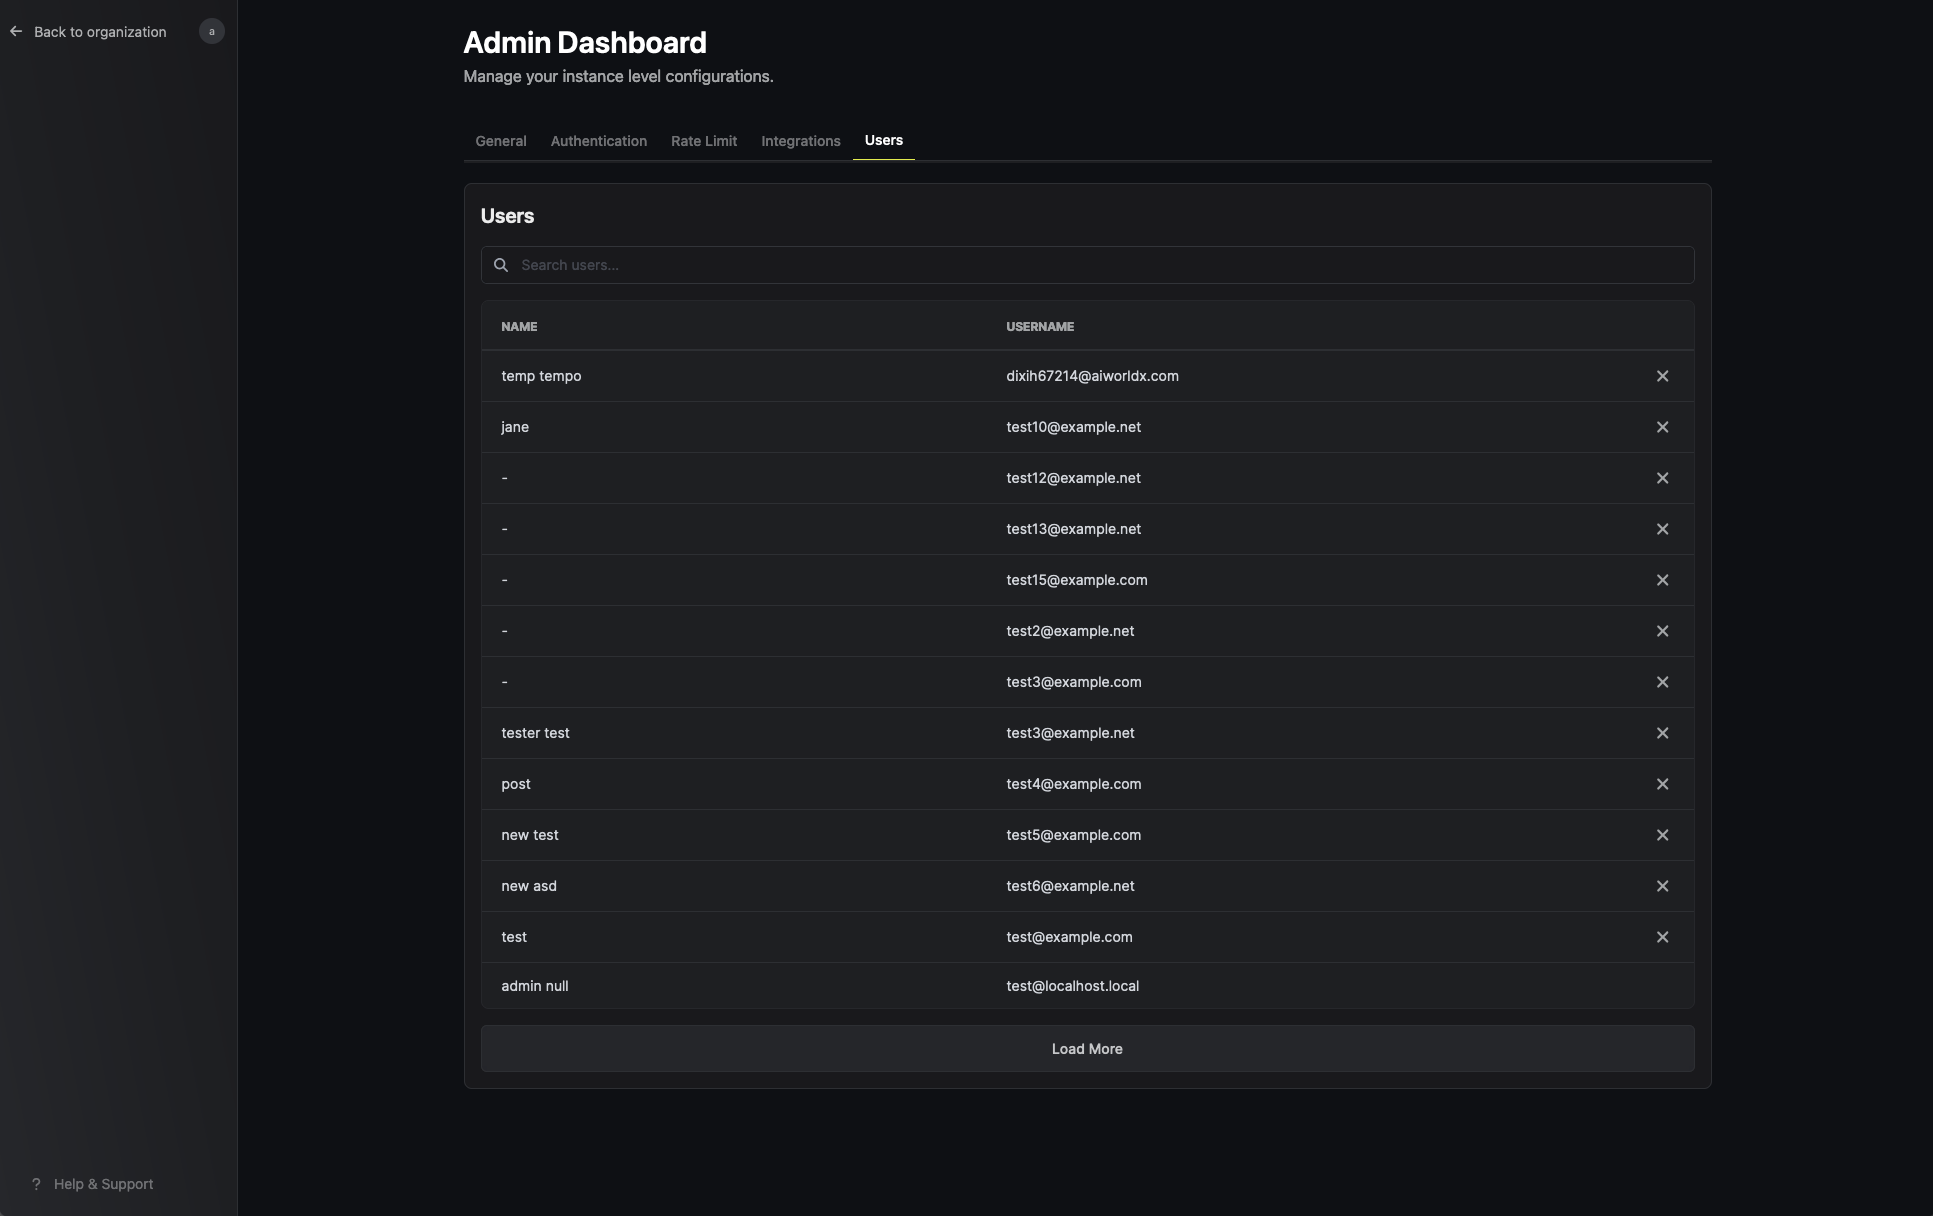 Back to organization
a
Admin Dashboard
Manage your instance level configurations.
General Authentication Rate Limit Integrations Users
Users
Search users...
NAME USERNAME
temp tempo dixih67214@aiworldx.com
jane test10@example.net
- test12@example.net
- test13@example.net
- test15@example.com
- test2@example.net
- test3@example.com
tester test test3@example.net
post test4@example.com
new test test5@example.com
new asd test6@example.net
test test@example.com
admin null test@localhost.local
Load More
? Help & Support